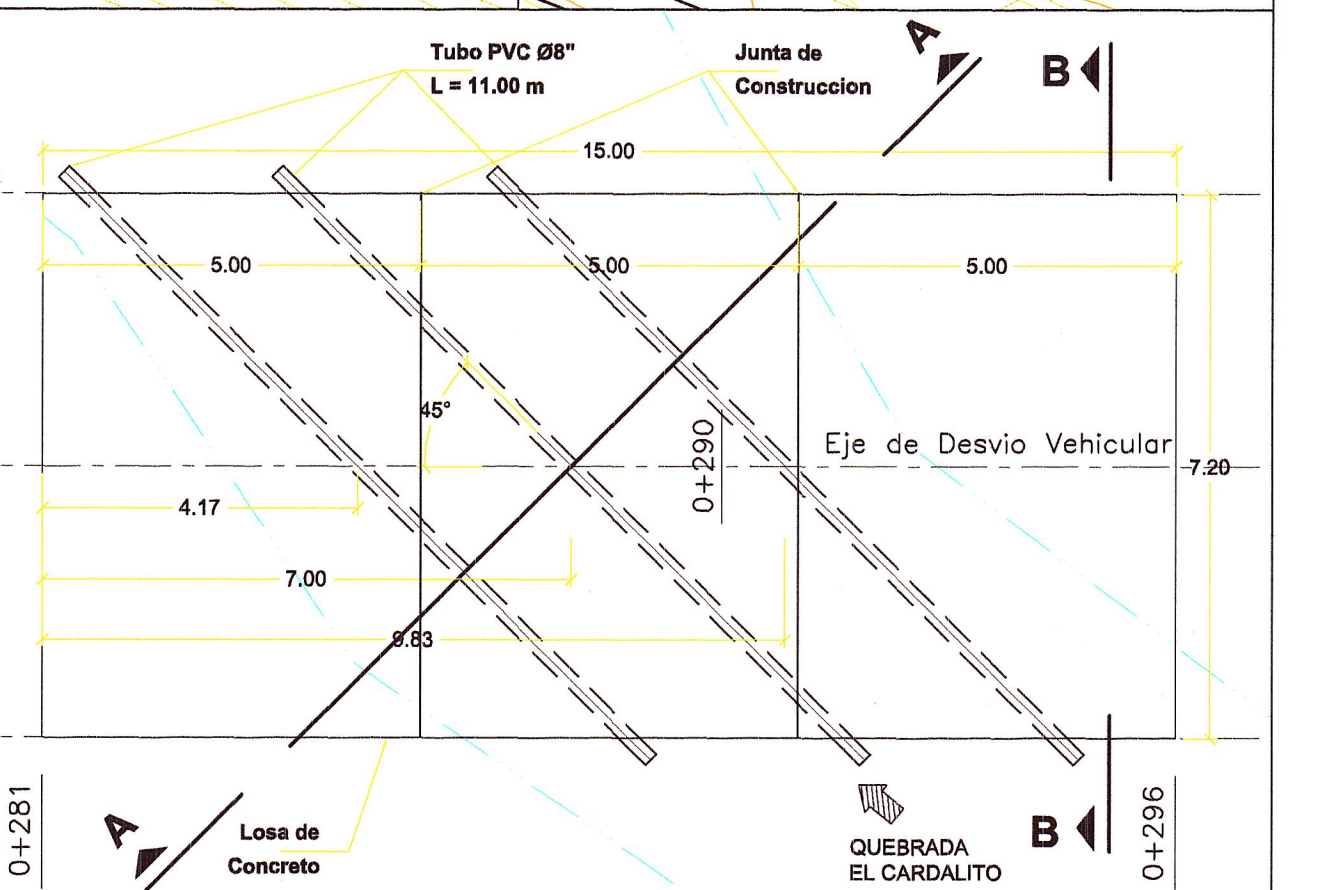 Tubo PVC Ø8"
L = 11.00 m
Junta de
Construccion
A
B
15.00
5.00
5.00
5.00
45°
0+290
Eje de Desvio Vehicular
7.20
4.17
7.00
9.83
0+281
A
Losa de
Concreto
QUEBRADA
EL CARDALITO
B
0+296